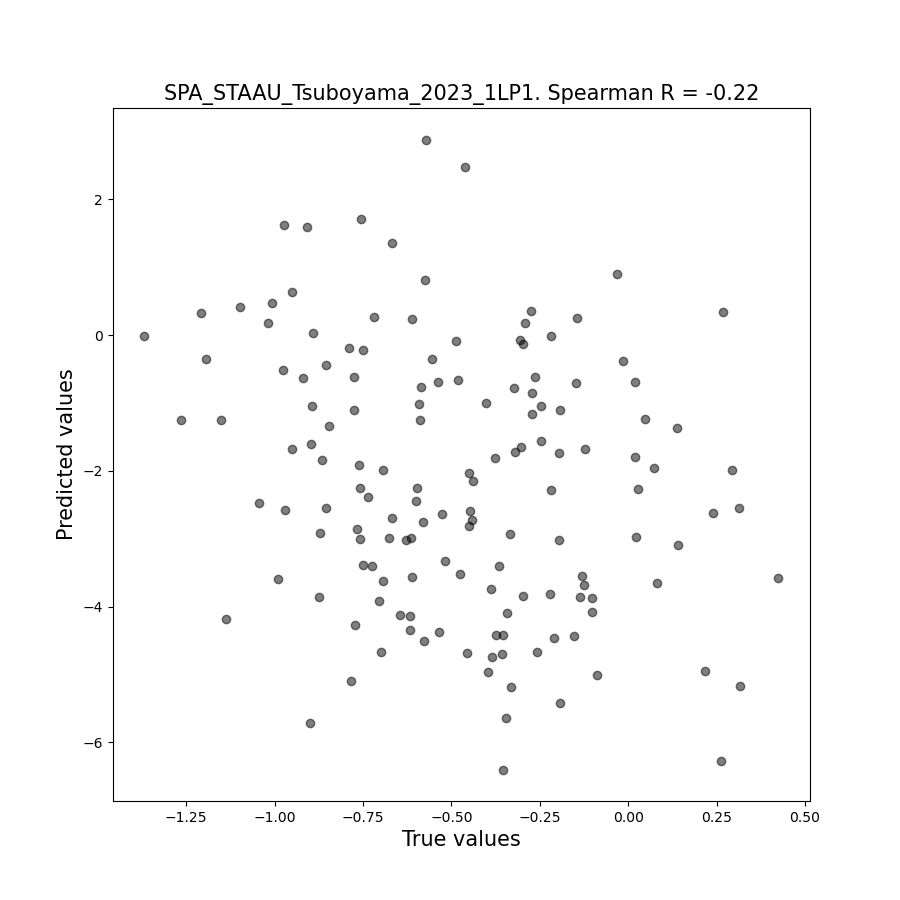 SPA_STAAU_Tsuboyama_2023_1LP1. Spearman R = -0.22
Predicted values
2
0
−2
−4
−6
−1.25 −1.00 −0.75 −0.50 −0.25 0.00 0.25 0.50
True values